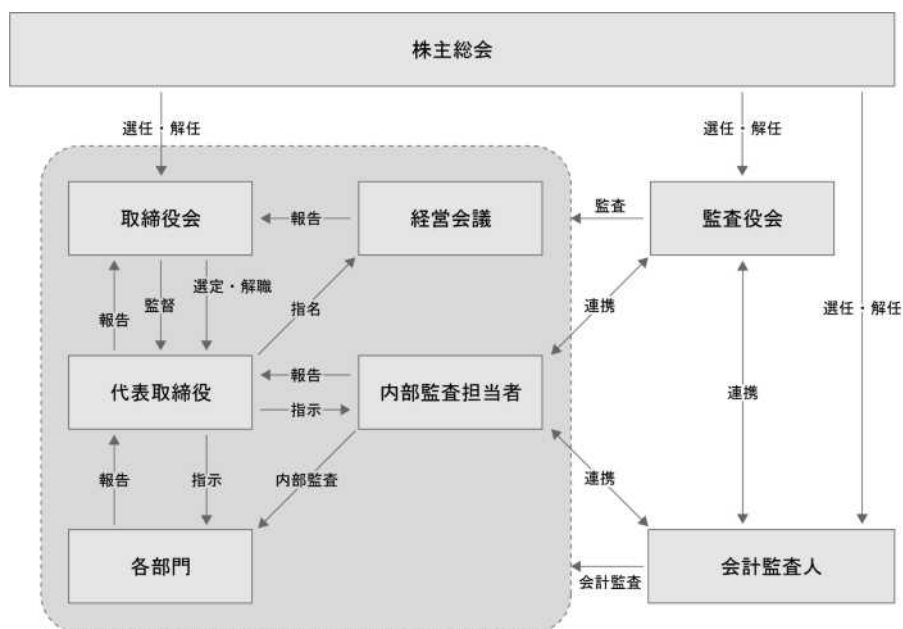 株主総会
選任・解任
選任・解任
取締役会
報告
経営会議
監査
監査役会
選定・解職
監督
報告
指名
連携
選任・解任
代表取締役
報告
指示
内部監査担当者
連携
報告
指示
内部監査
連携
各部門
会計監査
会計監査人